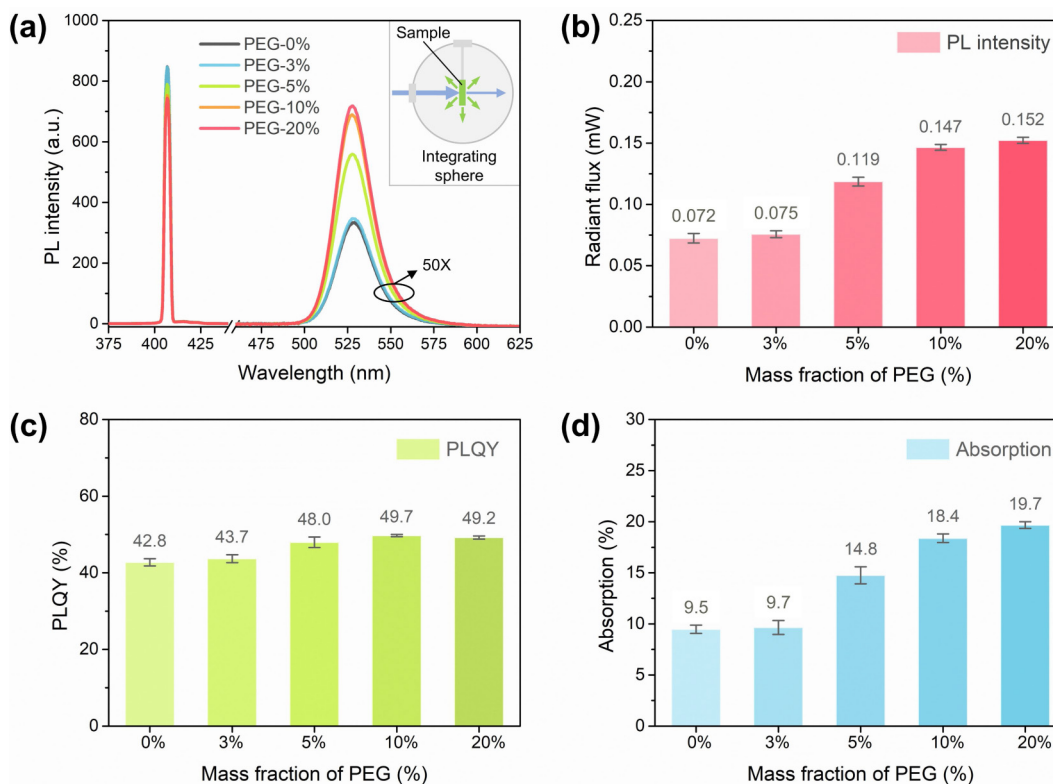 (a)
PL intensity (a.u.)
1000
800
600
400
200
0
PEG-0%
PEG-3%
PEG-5%
PEG-10%
PEG-20%
Sample
Integrating
sphere
50X
375 400 425 475 500 525 550 575 600 625
Wavelength (nm)
(b)
Radiant flux (mW)
0.25
0.20
0.15
0.10
0.05
0.00
PL intensity
0.072 0.075 0.119 0.147 0.152
0% 3% 5% 10% 20%
Mass fraction of PEG (%)
(c)
PLQY (%)
80
60
40
20
0
PLQY
42.8 43.7 48.0 49.7 49.2
0% 3% 5% 10% 20%
Mass fraction of PEG (%)
(d)
Absorption (%)
30
25
20
15
10
5
0
Absorption
9.5 9.7 14.8 18.4 19.7
0% 3% 5% 10% 20%
Mass fraction of PEG (%)